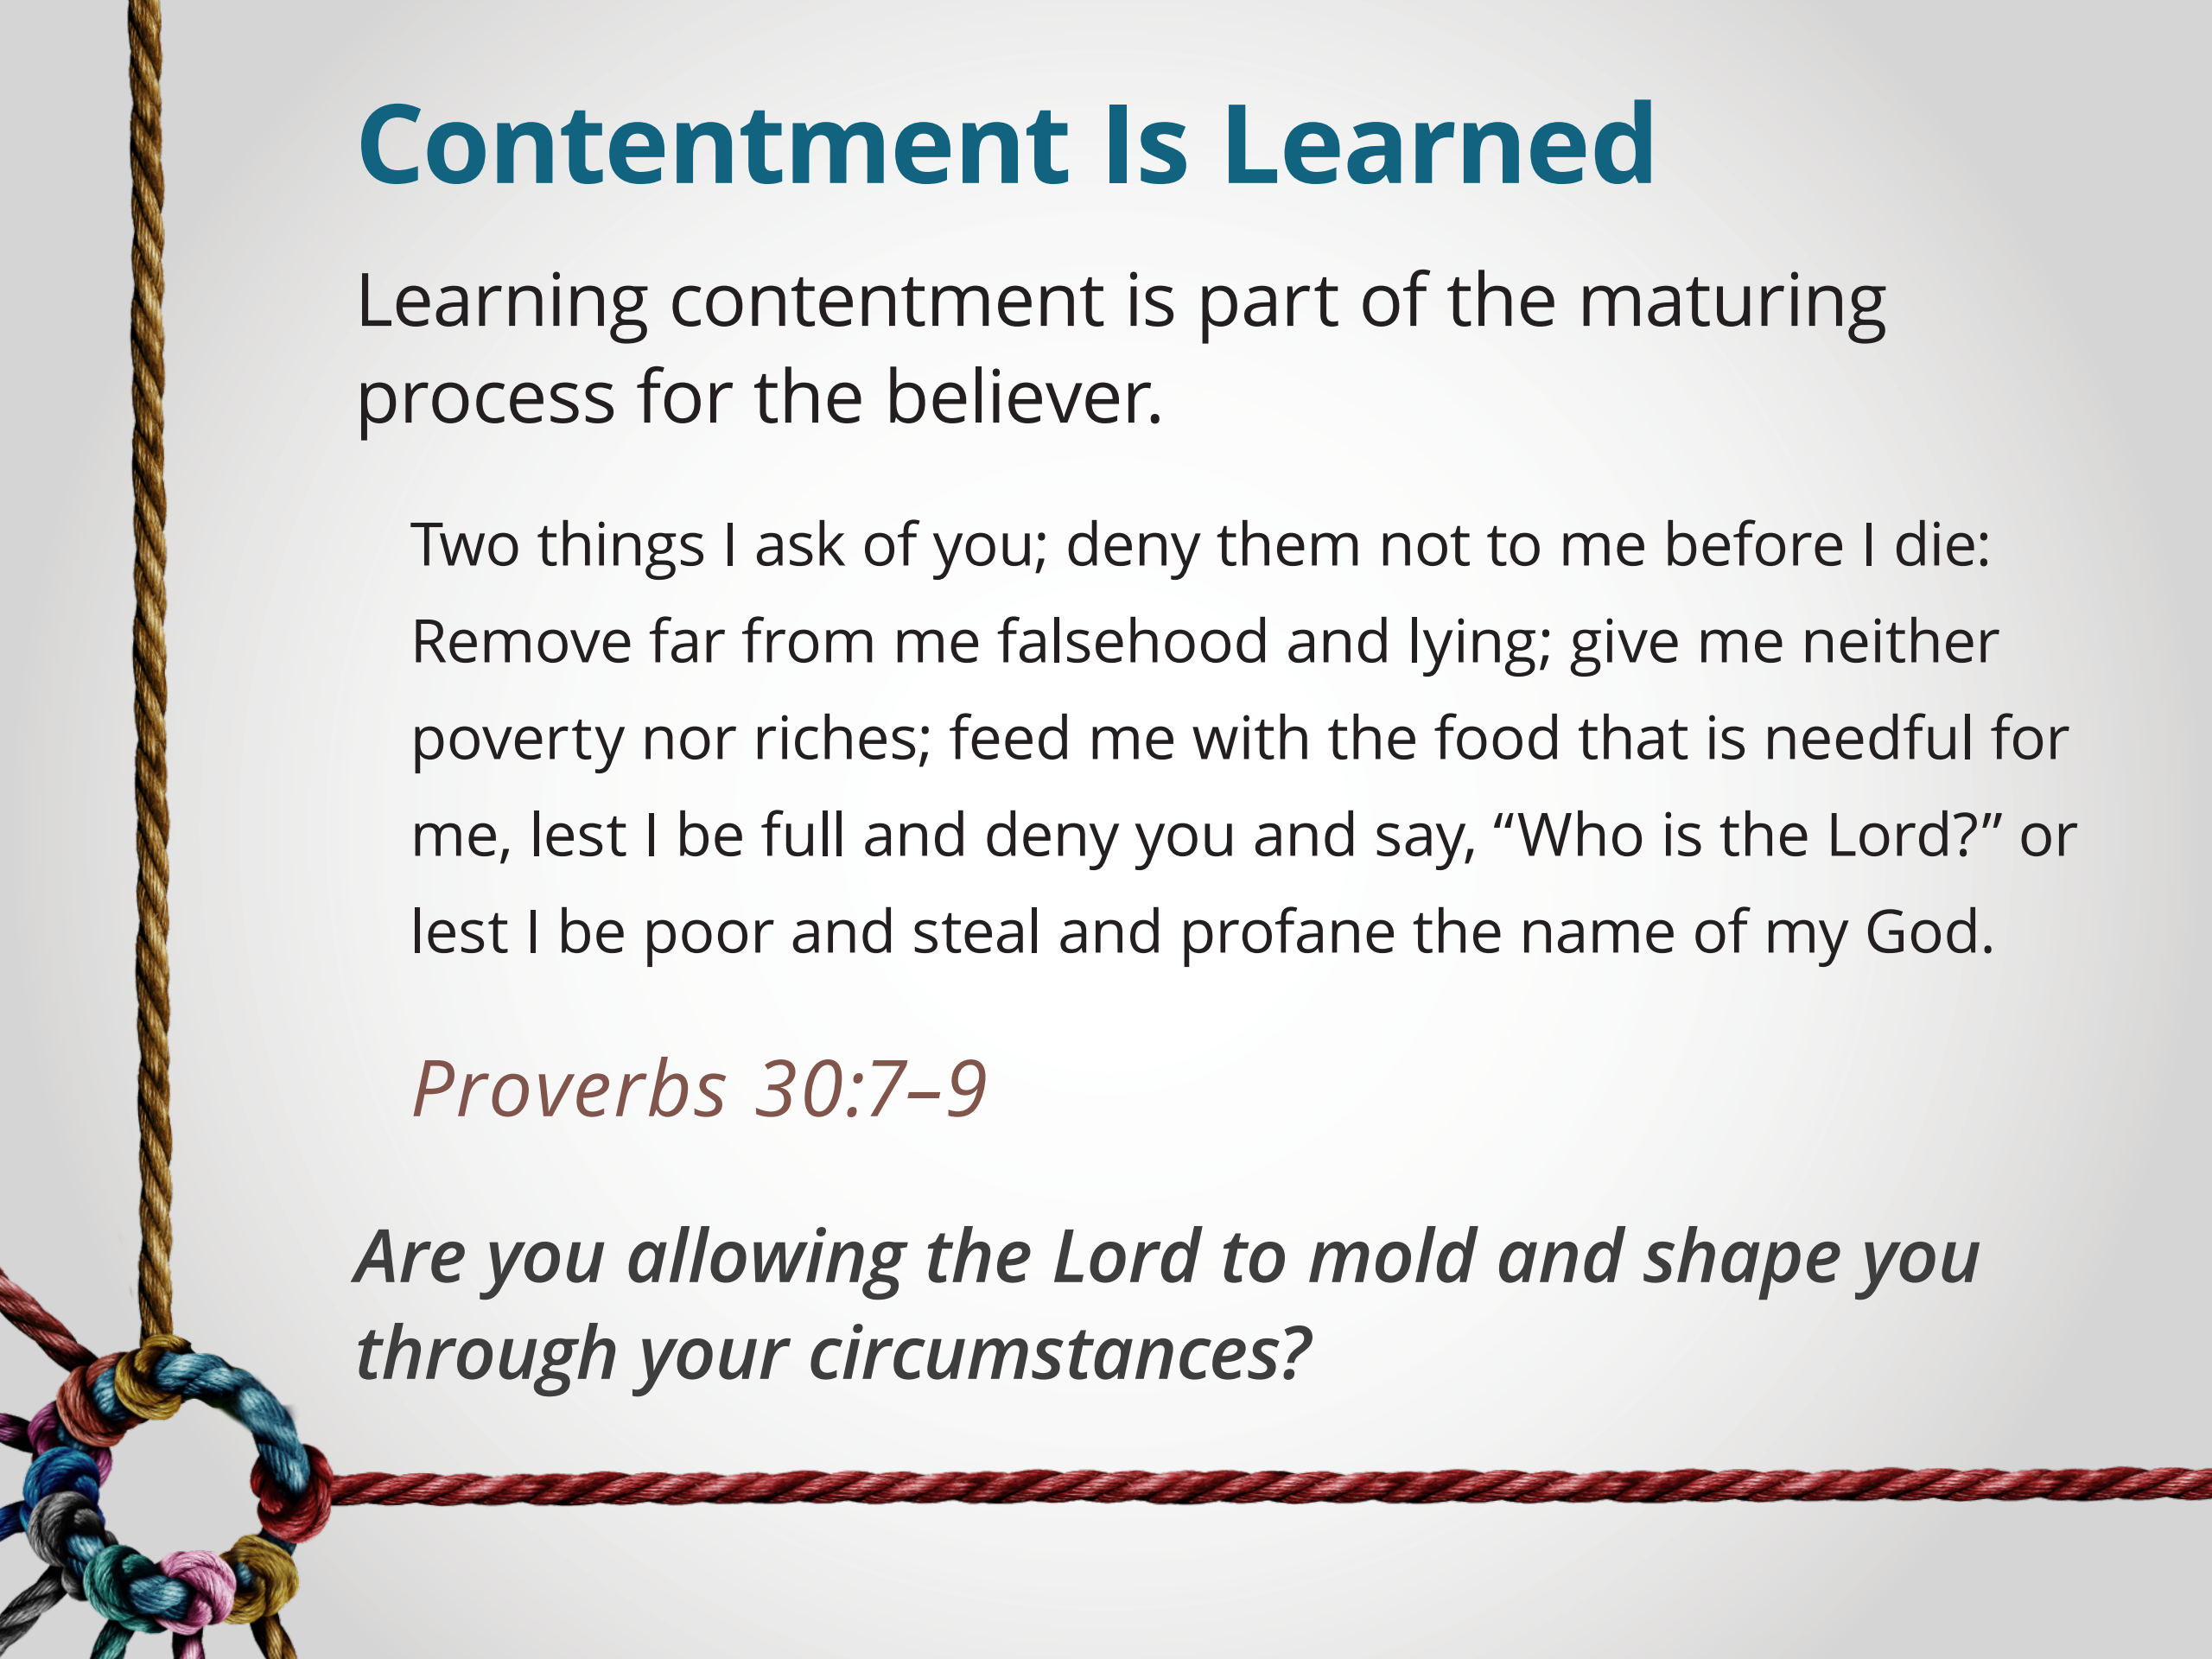 Contentment Is Learned
Learning contentment is part of the maturing
process for the believer.
Two things I ask of you; deny them not to me before I die:
Remove far from me falsehood and lying; give me neither
poverty nor riches; feed me with the food that is needful for
me, lest I be full and deny you and say, “Who is the Lord?” or
lest I be poor and steal and profane the name of my God.
Proverbs 30:7–9
Are you allowing the Lord to mold and shape you
through your circumstances?